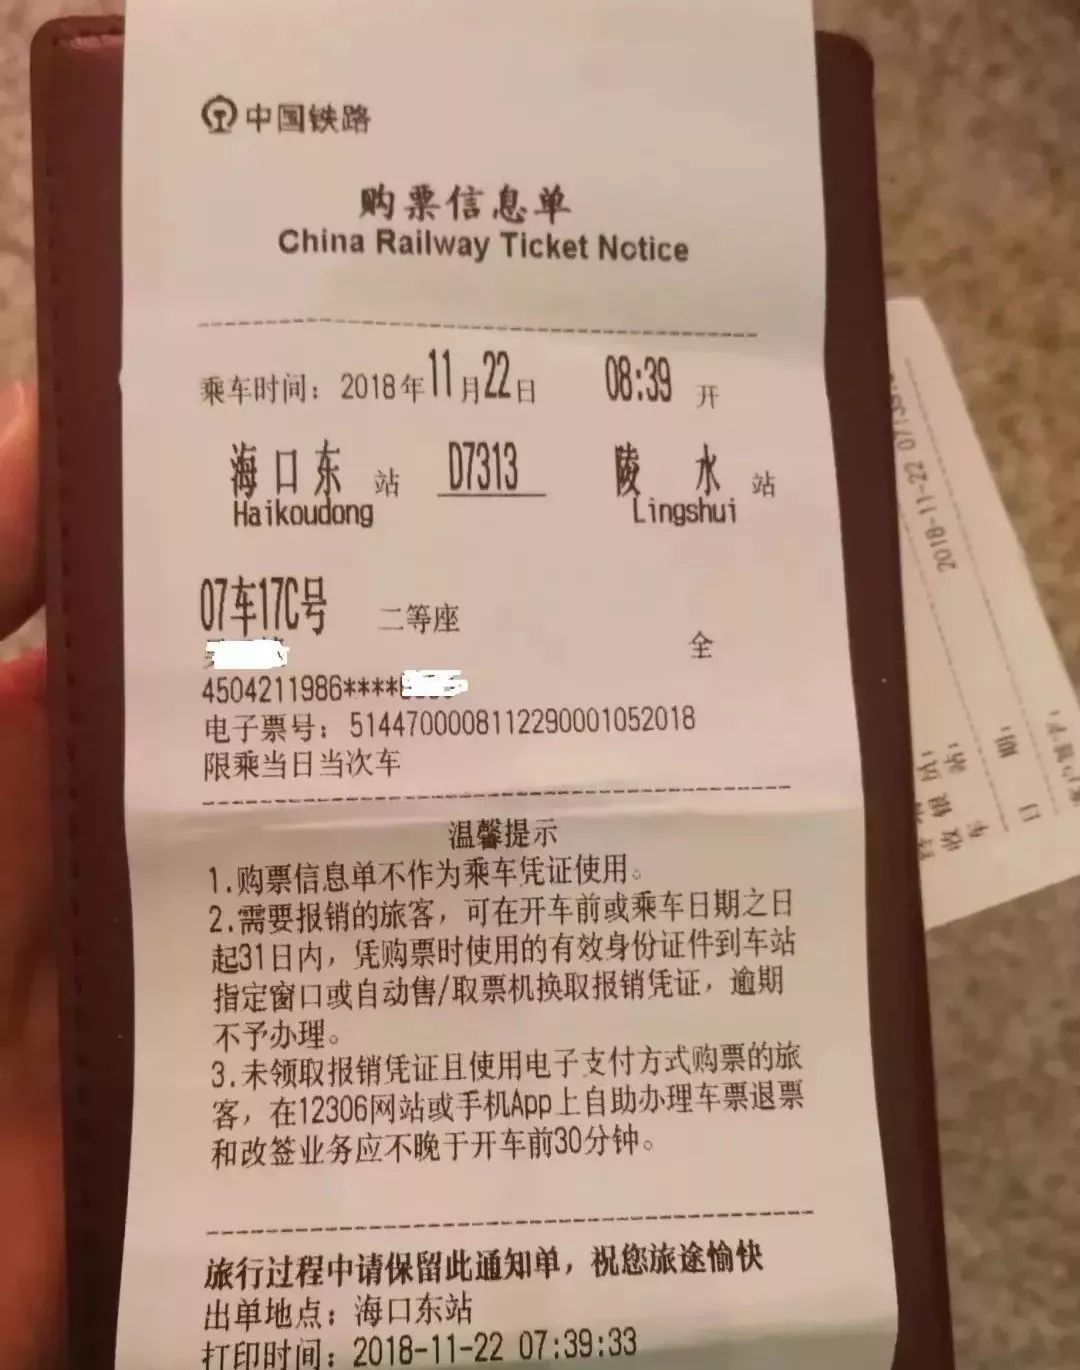 中国铁路
购票信息单
China Railway Ticket Notice
乘车时间：2018年11月22日 08:39 开
海口东 站 D7313 陵水 站
Haikoudong Lingshui
07车17C号 二等座
全
4504211986****
电子票号：5144700008112290001052018
限乘当日当次车
温馨提示
1.购票信息单不作为乘车凭证使用。
2.需要报销的旅客，可在开车前或乘车日期之日
起31日内，凭购票时使用的有效身份证件到车站
指定窗口或自动售/取票机换取报销凭证，逾期
不予办理。
3.未领取报销凭证且使用电子支付方式购票的旅
客，在12306网站或手机App上自助办理车票退票
和改签业务应不晚于开车前30分钟。
旅行过程中请保留此通知单，祝您旅途愉快
出单地点：海口东站
打印时间：2018-11-22 07:39:33
2018-11-22
日 期：
车 站：
收 银 员：